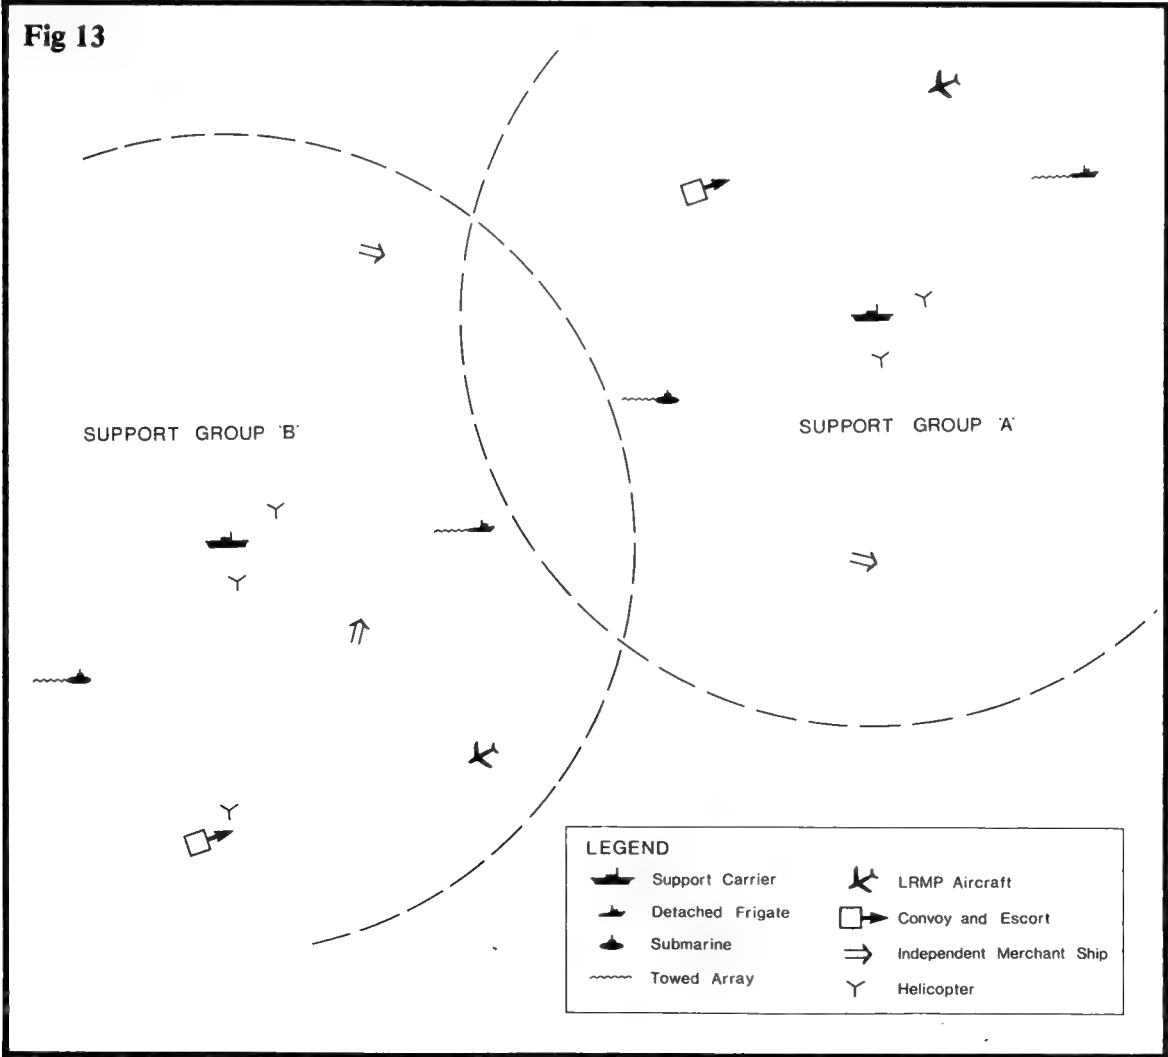 Fig 13
SUPPORT GROUP 'B'
SUPPORT GROUP 'A'
LEGEND
Support Carrier
Detached Frigate
Submarine
Towed Array
LRMP Aircraft
Convoy and Escort
Independent Merchant Ship
Helicopter